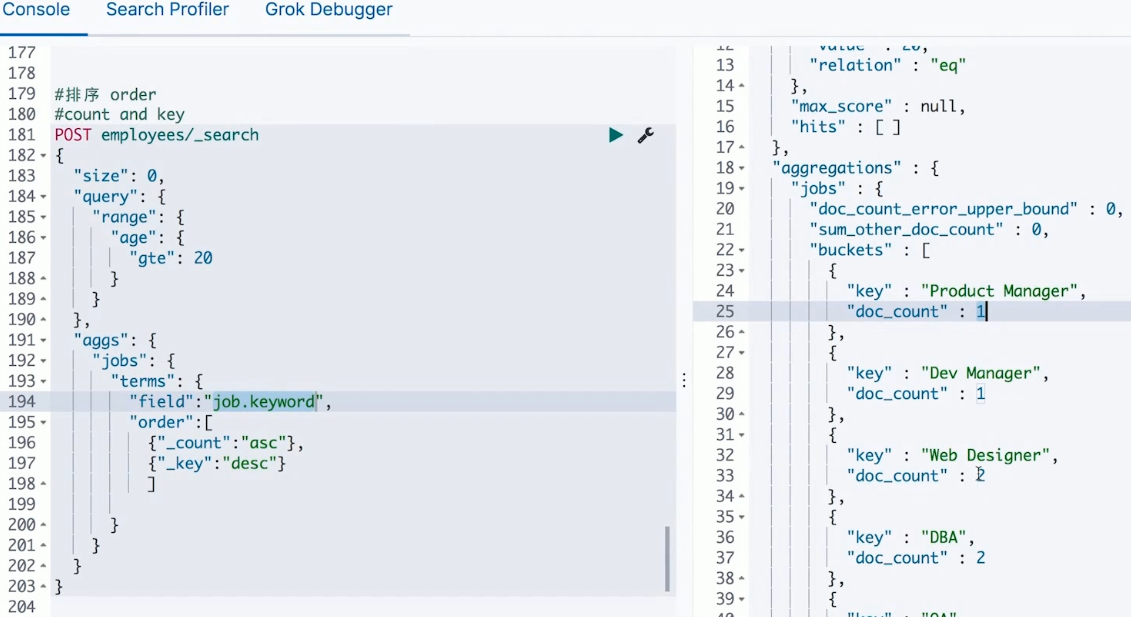 Console Search Profiler Grok Debugger
177
178
179 #排序 order
180 #count and key
181 POST employees/_search
182 {
183 "size": 0,
184 "query": {
185 "range": {
186 "age": {
187 "gte": 20
188 }
189 }
190 },
191 "aggs": {
192 "jobs": {
193 "terms": {
194 "field":"job.keyword",
195 "order":[
196 {"_count":"asc"},
197 {"_key":"desc"}
198 ]
199
200 }
201 }
202 }
203 }
204
12 "value" : 20,
13 "relation" : "eq"
14 },
15 "max_score" : null,
16 "hits" : [ ]
17 },
18 "aggregations" : {
19 "jobs" : {
20 "doc_count_error_upper_bound" : 0,
21 "sum_other_doc_count" : 0,
22 "buckets" : [
23 {
24 "key" : "Product Manager",
25 "doc_count" : 1
26 },
27 {
28 "key" : "Dev Manager",
29 "doc_count" : 1
30 },
31 {
32 "key" : "Web Designer",
33 "doc_count" : 2
34 },
35 {
36 "key" : "DBA",
37 "doc_count" : 2
38 },
39 {